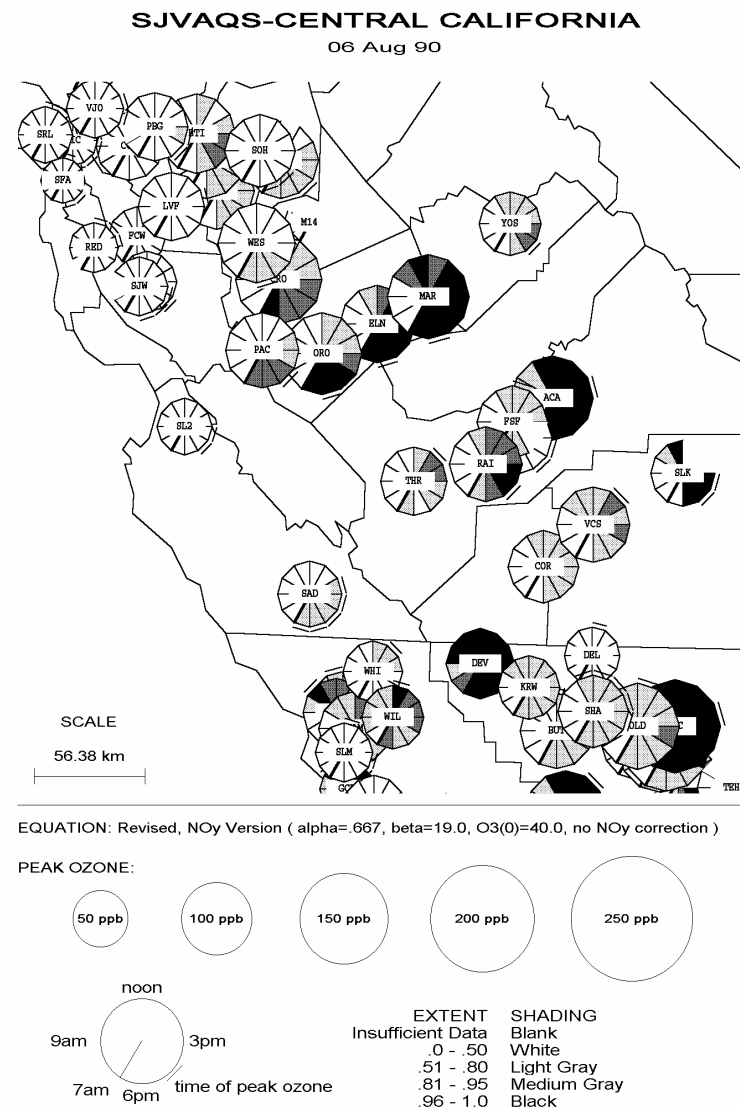 SJVAQS-CENTRAL CALIFORNIA
06 Aug 90
VJO
SRL
PBG
BTI
SOH
SFA
LVF
YOS
M14
RED
FCW
WES
SJW
MAR
ELN
PAC
ORO
ACA
FSF
SL2
RAI
THR
SLK
VCS
COR
SAD
DEL
WHI
DEV
KRW
WIL
SHA
OLD
BUT
SLM
TEH
SCALE
56.38 km
EQUATION: Revised, NOy Version ( alpha=.667, beta=19.0, O3(0)=40.0, no NOy correction )
PEAK OZONE:
50 ppb 100 ppb 150 ppb 200 ppb 250 ppb
noon
9am 3pm
7am 6pm time of peak ozone
EXTENT SHADING
Insufficient Data Blank
.0 - .50 White
.51 - .80 Light Gray
.81 - .95 Medium Gray
.96 - 1.0 Black